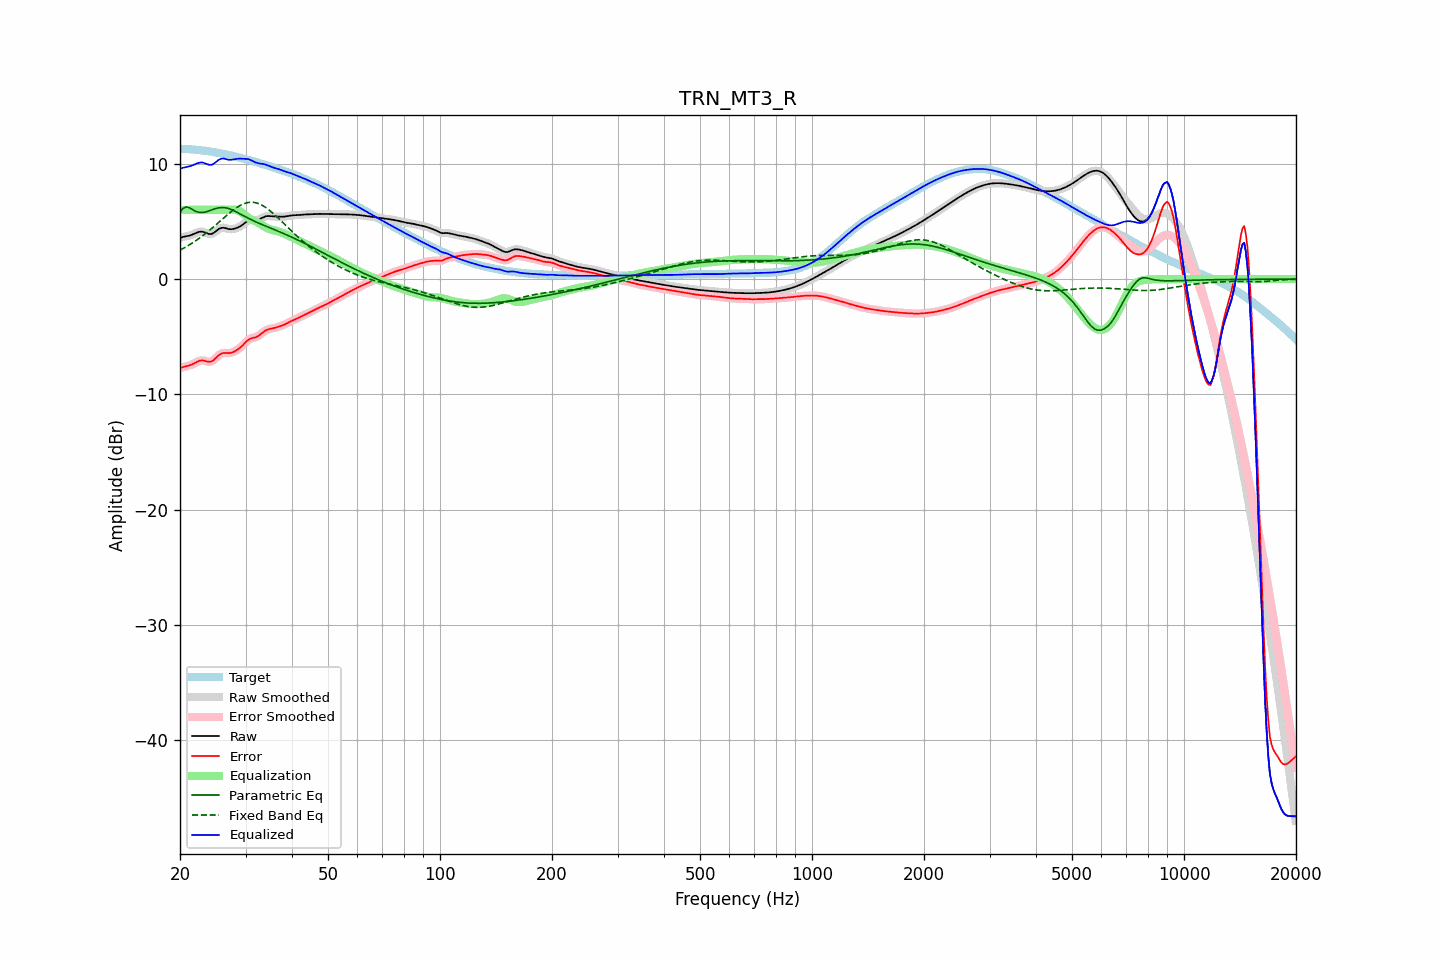 TRN_MT3_R
10
0
−10
−20
−30
−40
Amplitude (dBr)
Target
Raw Smoothed
Error Smoothed
Raw
Error
Equalization
Parametric Eq
Fixed Band Eq
Equalized
20 50 100 200 500 1000 2000 5000 10000 20000
Frequency (Hz)